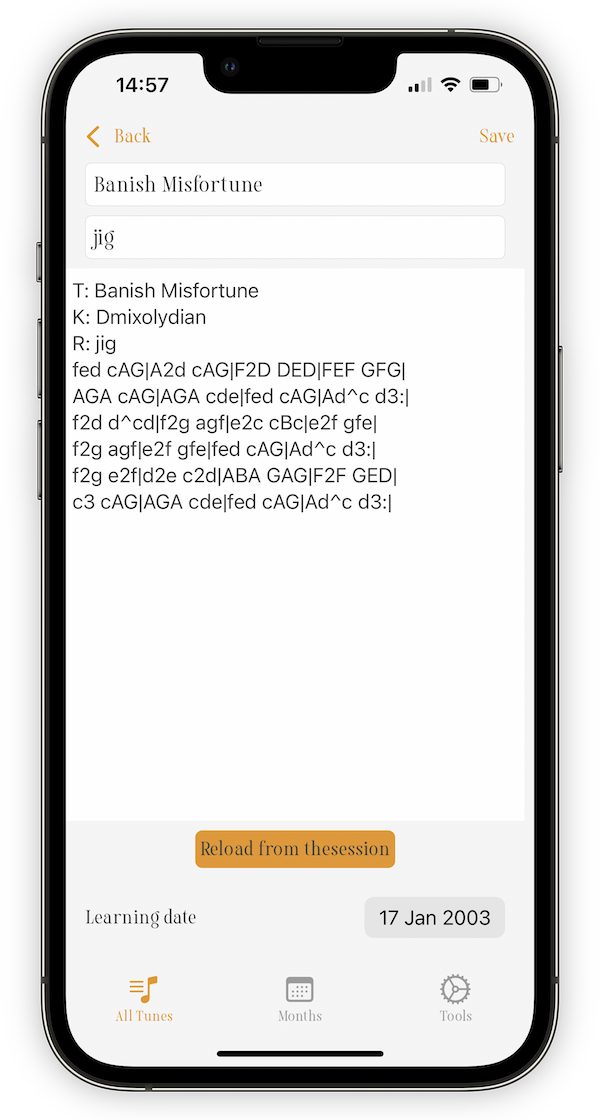 14:57
Back Save
Banish Misfortune
jig
T: Banish Misfortune
K: Dmixolydian
R: jig
fed cAG|A2d cAG|F2D DED|FEF GFG|
AGA cAG|AGA cde|fed cAG|Ad^c d3:|
f2d d^cd|f2g agf|e2c cBc|e2f gfe|
f2g agf|e2f gfe|fed cAG|Ad^c d3:|
f2g e2f|d2e c2d|ABA GAG|F2F GED|
c3 cAG|AGA cde|fed cAG|Ad^c d3:|
Reload from thesession
Learning date 17 Jan 2003
All Tunes Months Tools